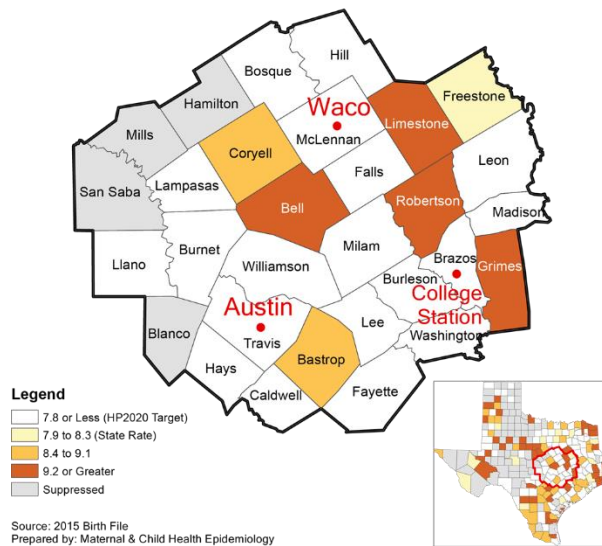 Hill
Bosque
Hamilton
Waco
Freestone
Mills
McLennan
Limestone
Coryell
San Saba
Lampasas
Falls
Leon
Bell
Robertson
Madison
Burnet
Milam
Llano
Williamson
Brazos
Grimes
Burleson
College
Station
Austin
Blanco
Travis
Lee
Washington
Bastrop
Hays
Caldwell
Fayette
Legend
7.8 or Less (HP2020 Target)
7.9 to 8.3 (State Rate)
8.4 to 9.1
9.2 or Greater
Suppressed
Source: 2015 Birth File
Prepared by: Maternal & Child Health Epidemiology